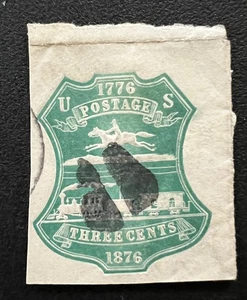 1776
U S
POSTAGE
THREE CENTS
1876